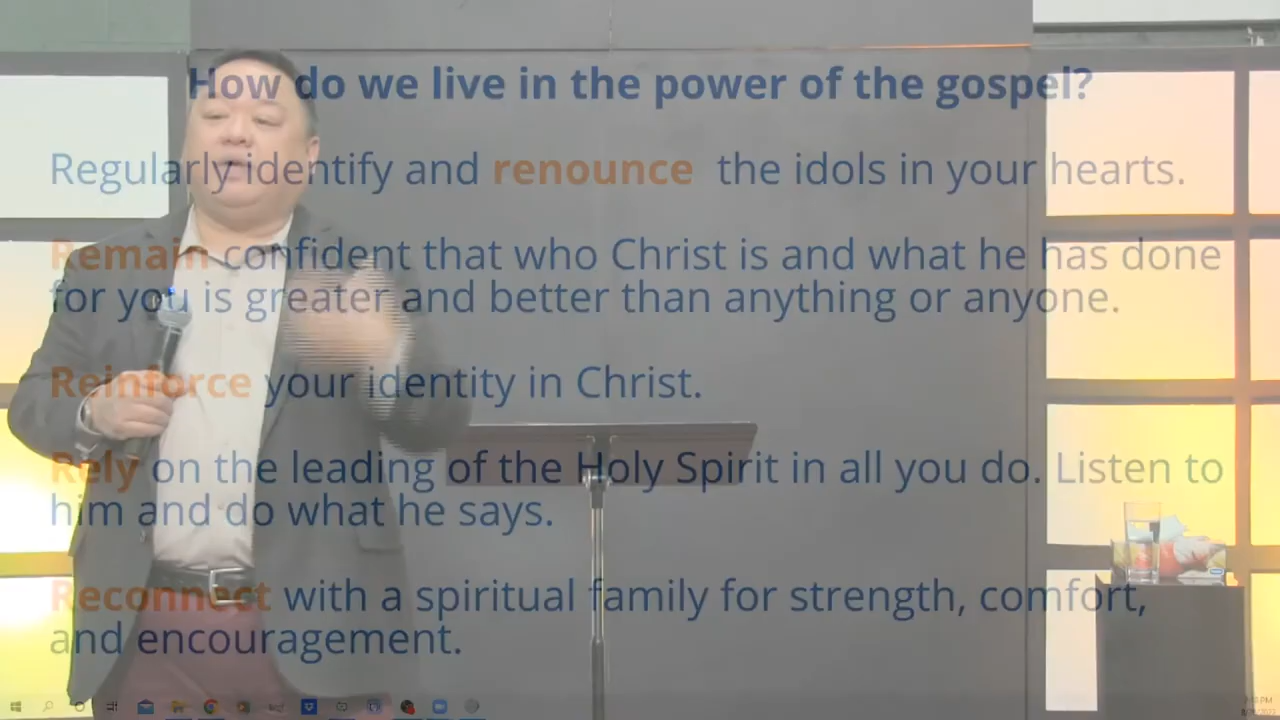 How do we live in the power of the gospel?
Regularly identify and renounce the idols in your hearts.
Remain confident that who Christ is and what he has done
for you is greater and better than anything or anyone.
Reinforce your identity in Christ.
Rely on the leading of the Holy Spirit in all you do. Listen to
him and do what he says.
Reconnect with a spiritual family for strength, comfort,
and encouragement.